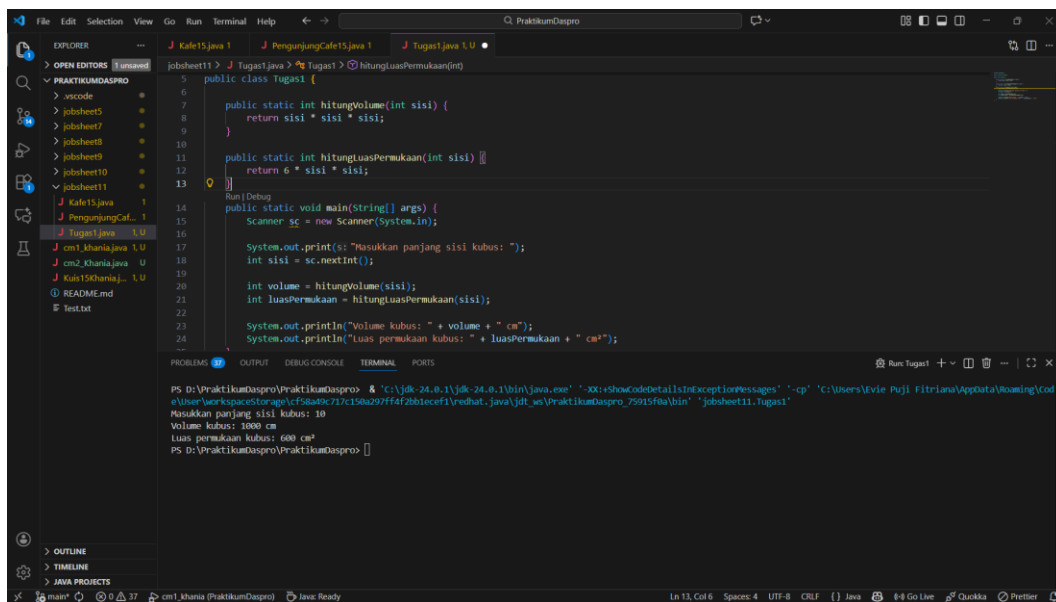 File Edit Selection View Go Run Terminal Help
PraktikumDaspro
EXPLORER
OPEN EDITORS 1 unsaved
PRAKTIKUMDASPRO
.vscode
jobsheet5
jobsheet7
jobsheet8
jobsheet9
jobsheet10
jobsheet11
Kafe15.java 1
PengunjungCaf... 1
Tugas1.java 1, U
cm1_khania.java 1, U
cm2_Khania.java U
Kuis15Khania.j... 1, U
README.md
Test.txt
OUTLINE
TIMELINE
JAVA PROJECTS
Kafe15.java 1 PengunjungCafe15.java 1 Tugas1.java 1, U
jobsheet11 > Tugas1.java > Tugas1 > hitungLuasPermukaan(int)
5 public class Tugas1 {
6
7 public static int hitungVolume(int sisi) {
8 return sisi * sisi * sisi;
9 }
10
11 public static int hitungLuasPermukaan(int sisi) {
12 return 6 * sisi * sisi;
13 }
Run | Debug
14 public static void main(String[] args) {
15 Scanner sc = new Scanner(System.in);
16
17 System.out.print(s: "Masukkan panjang sisi kubus: ");
18 int sisi = sc.nextInt();
19
20 int volume = hitungVolume(sisi);
21 int luasPermukaan = hitungLuasPermukaan(sisi);
22
23 System.out.println("Volume kubus: " + volume + " cm");
24 System.out.println("Luas permukaan kubus: " + luasPermukaan + " cm²");
PROBLEMS 37 OUTPUT DEBUG CONSOLE TERMINAL PORTS
Run: Tugas1
PS D:\PraktikumDaspro\PraktikumDaspro> & 'C:\jdk-24.0.1\jdk-24.0.1\bin\java.exe' '-XX:+ShowCodeDetailsInExceptionMessages' '-cp' 'C:\Users\Evie Puji Fitriana\AppData\Roaming\Cod
e\User\workspaceStorage\cf58a49c717c150a297ff4f2bb1ecef1\redhat.java\jdt_ws\PraktikumDaspro_75915f0a\bin' 'jobsheet11.Tugas1'
Masukkan panjang sisi kubus: 10
Volume kubus: 1000 cm
Luas permukaan kubus: 600 cm²
PS D:\PraktikumDaspro\PraktikumDaspro>
main* 0 37 cm1_khania (PraktikumDaspro) Java: Ready Ln 13, Col 6 Spaces: 4 UTF-8 CRLF {} Java Go Live Quokka Prettier